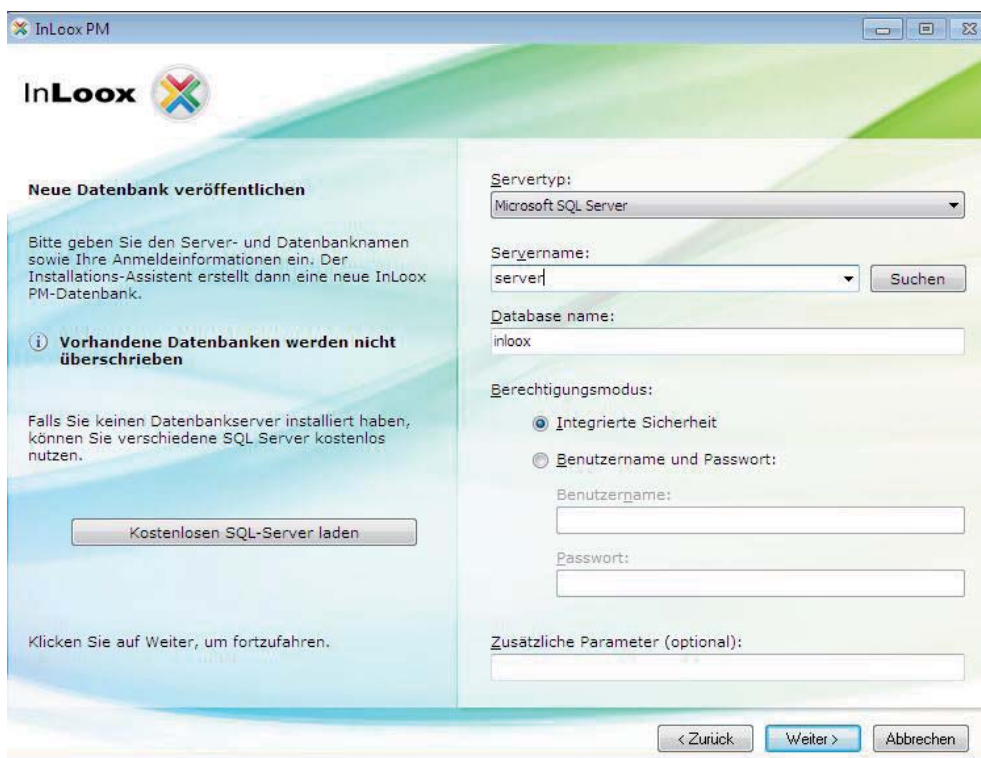 InLoox PM
InLoox
Neue Datenbank veröffentlichen
Bitte geben Sie den Server- und Datenbanknamen
sowie Ihre Anmeldeinformationen ein. Der
Installations-Assistent erstellt dann eine neue InLoox
PM-Datenbank.
Vorhandene Datenbanken werden nicht
überschrieben
Falls Sie keinen Datenbankserver installiert haben,
können Sie verschiedene SQL Server kostenlos
nutzen.
Kostenlosen SQL-Server laden
Klicken Sie auf Weiter, um fortzufahren.
Servertyp:
Microsoft SQL Server
Servername:
server
Suchen
Database name:
inloox
Berechtigungsmodus:
Integrierte Sicherheit
Benutzername und Passwort:
Benutzername:
Passwort:
Zusätzliche Parameter (optional):
< Zurück
Weiter >
Abbrechen